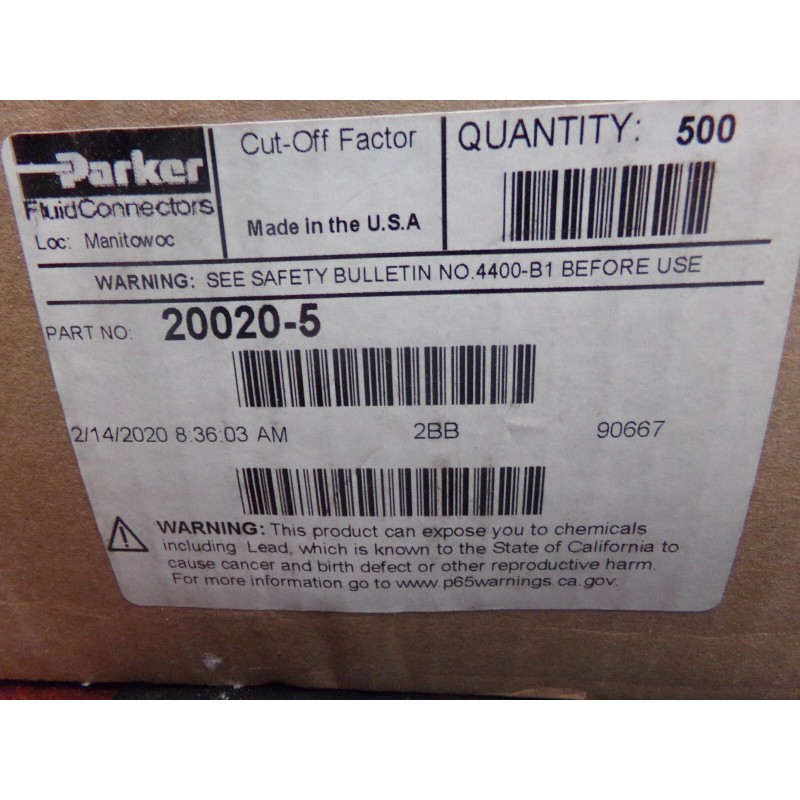 Parker
FluidConnectors
Loc: Manitowoc
Cut-Off Factor
Made in the U.S.A
QUANTITY: 500
WARNING: SEE SAFETY BULLETIN NO.4400-B1 BEFORE USE
PART NO: 20020-5
2/14/2020 8:36:03 AM 2BB 90667
WARNING: This product can expose you to chemicals
including Lead, which is known to the State of California to
cause cancer and birth defect or other reproductive harm.
For more information go to www.p65warnings.ca.gov.